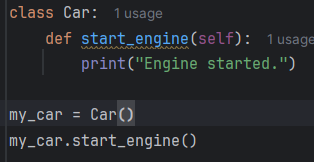 class Car:  1 usage
    def start_engine(self):  1 usage
        print("Engine started.")

my_car = Car()
my_car.start_engine()